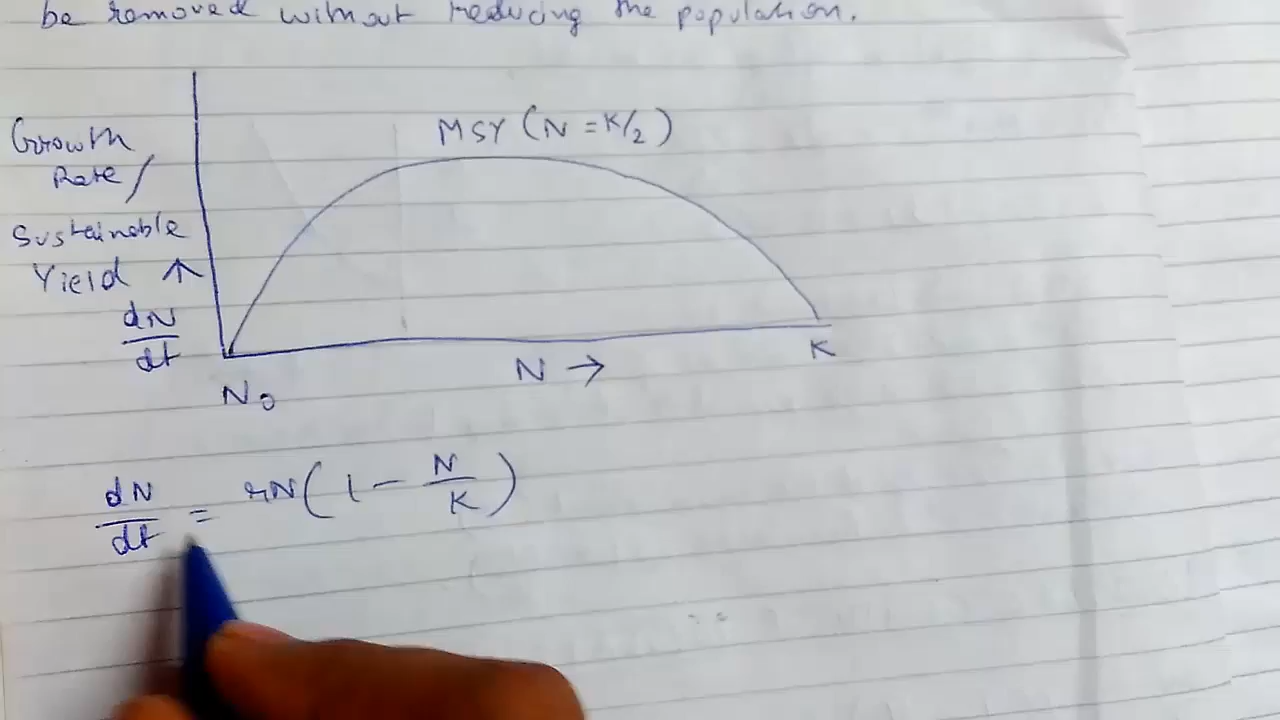 be removed without reducing the population.
MSY (N = K/2)
Growth
Rate/
Sustainable
Yield ↑
dN/dt
N →
K
N₀
dN/dt = rN(1 - N/K)